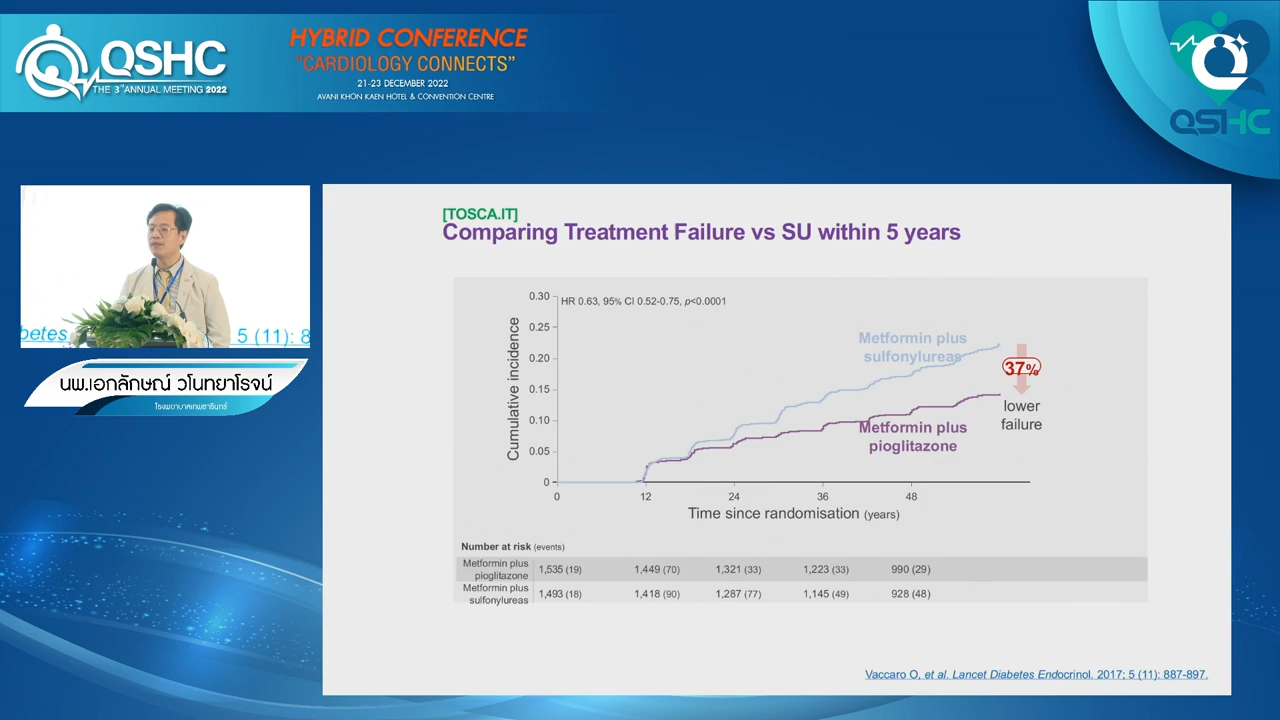 QSHC
THE 3rd ANNUAL MEETING 2022
HYBRID CONFERENCE
"CARDIOLOGY CONNECTS"
21-23 DECEMBER 2022
AVANI KHON KAEN HOTEL & CONVENTION CENTRE
QSHC
betes
5 (11): 8
นพ.เอกลักษณ์ วโนทยาโรจน์
โรงพยาบาลเทพธารินทร์
[TOSCA.IT]
Comparing Treatment Failure vs SU within 5 years
HR 0.63, 95% CI 0.52-0.75, p<0.0001
Cumulative incidence
0.30
0.25
0.20
0.15
0.10
0.05
0
Metformin plus
sulfonylureas
37%
lower
failure
Metformin plus
pioglitazone
0 12 24 36 48
Time since randomisation (years)
Number at risk (events)
Metformin plus
pioglitazone
1,535 (19) 1,449 (70) 1,321 (33) 1,223 (33) 990 (29)
Metformin plus
sulfonylureas
1,493 (18) 1,418 (90) 1,287 (77) 1,145 (49) 928 (48)
Vaccaro O, et al. Lancet Diabetes Endocrinol. 2017; 5 (11): 887-897.